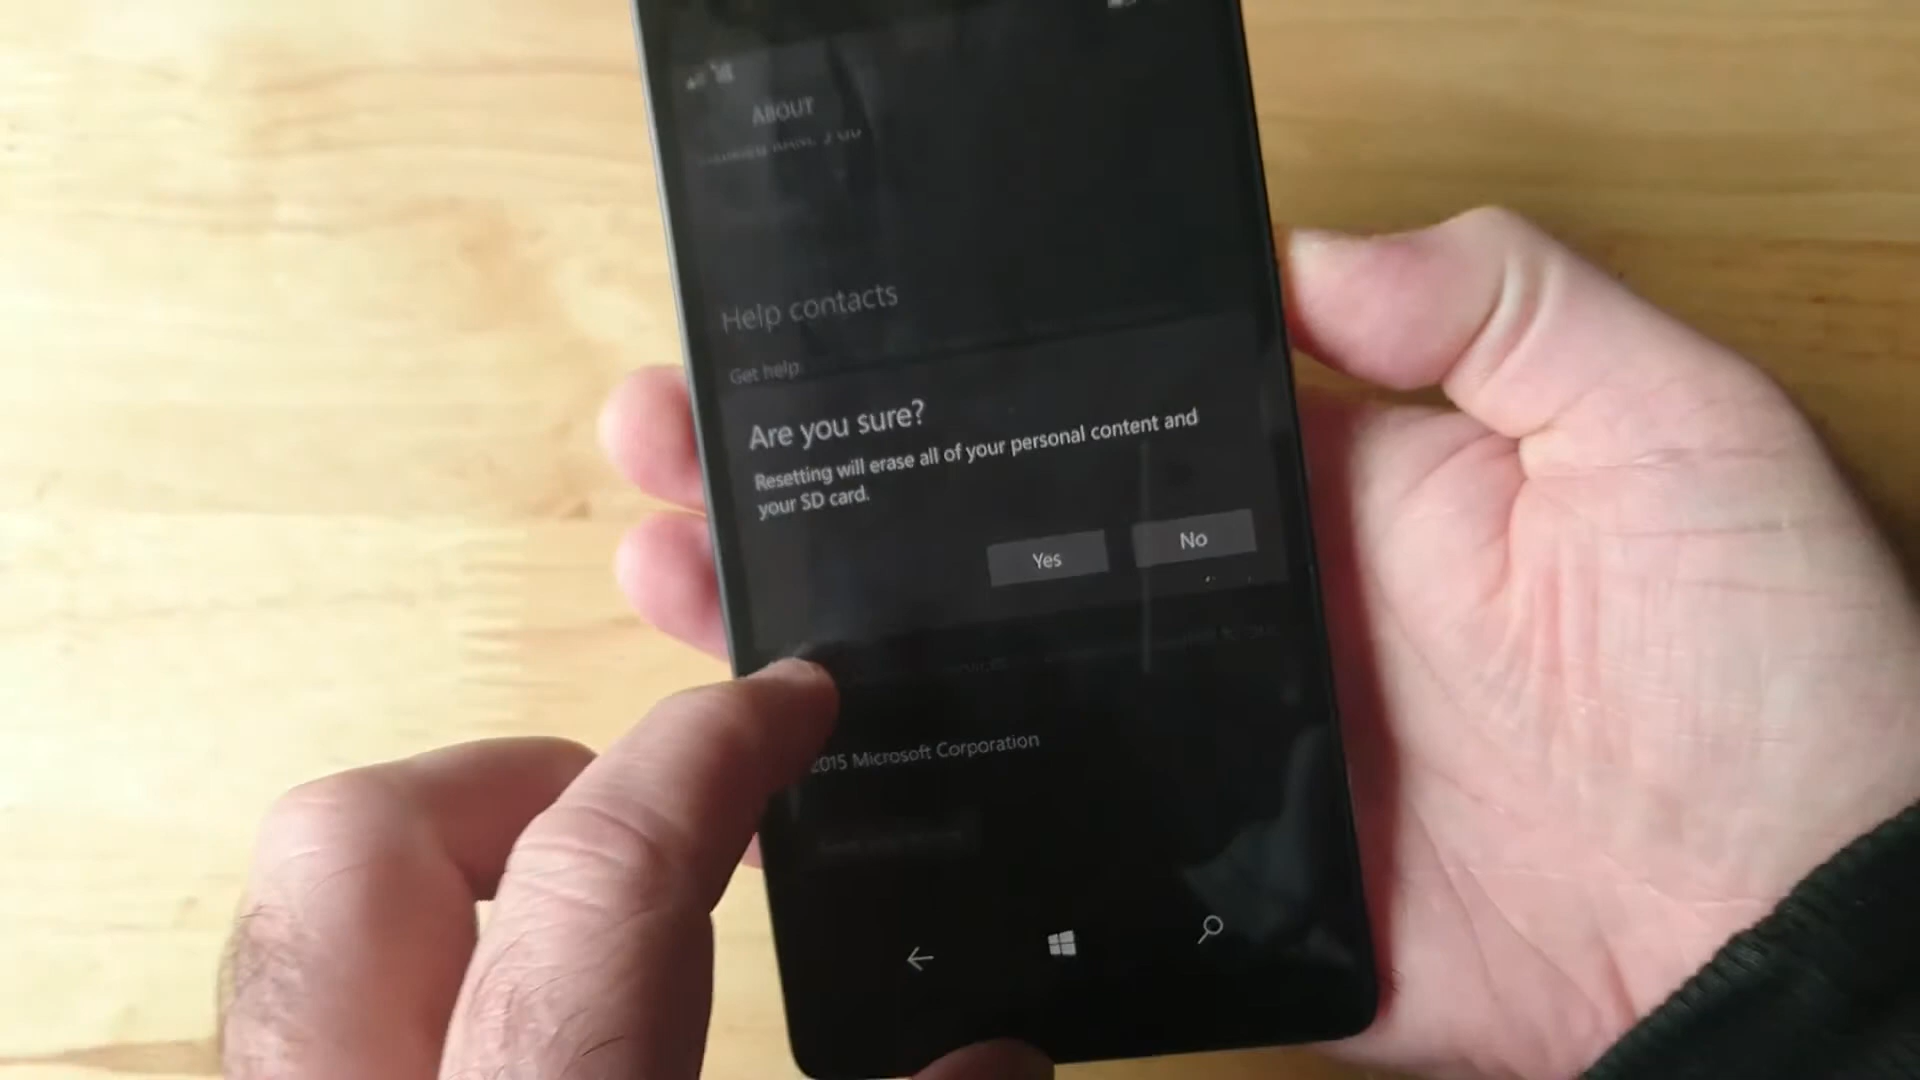 ABOUT
Help contacts
Get help
Are you sure?
Resetting will erase all of your personal content and
your SD card.
Yes
No
2015 Microsoft Corporation